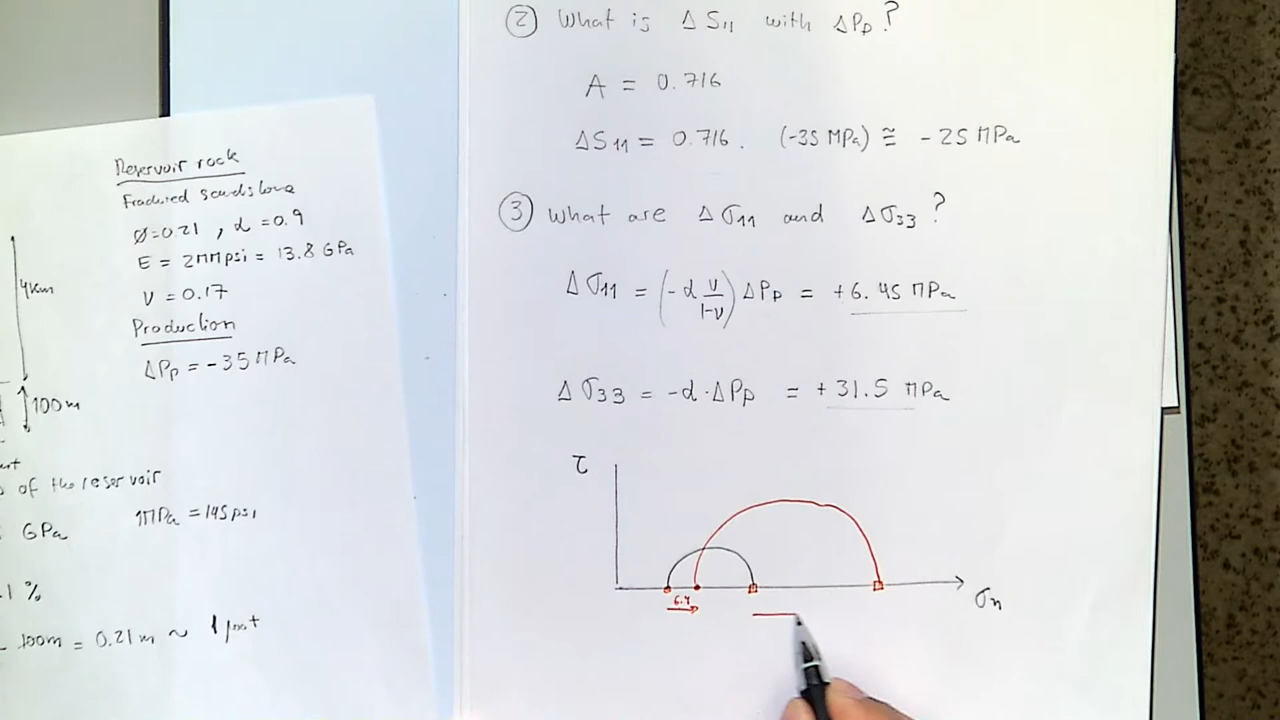 Reservoir rock
Fractured Sandstone
Ø=0.21 , α=0.9
E = 2MMpsi = 13.8 GPa
ν = 0.17
Production
ΔPp = -35 MPa
4Km
100m
of the reservoir
GPa
1MPa = 145psi
.1 %
100m = 0.21m ~ 1 foot
② What is ΔS11 with ΔPp?
A = 0.716
ΔS11 = 0.716 . (-35 MPa) ≅ -25 MPa
③ What are Δσ11 and Δσ33?
Δσ11 = (-α ν/1-ν) ΔPp = +6.45 MPa
Δσ33 = -α·ΔPp = +31.5 MPa
τ
6.4
σn